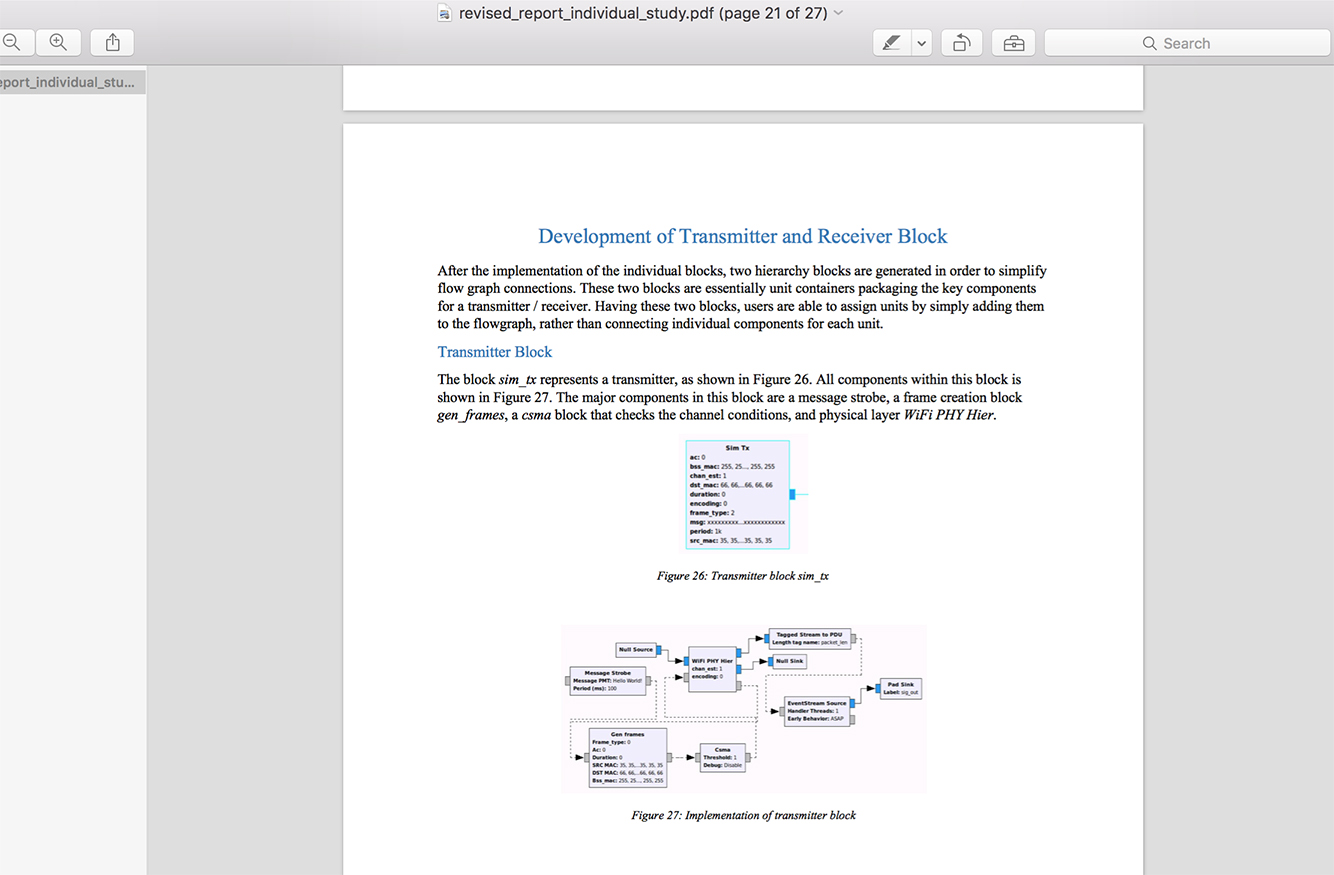 revised_report_individual_study.pdf (page 21 of 27)
Search
eport_individual_stu...
Development of Transmitter and Receiver Block
After the implementation of the individual blocks, two hierarchy blocks are generated in order to simplify
flow graph connections. These two blocks are essentially unit containers packaging the key components
for a transmitter / receiver. Having these two blocks, users are able to assign units by simply adding them
to the flowgraph, rather than connecting individual components for each unit.
Transmitter Block
The block sim_tx represents a transmitter, as shown in Figure 26. All components within this block is
shown in Figure 27. The major components in this block are a message strobe, a frame creation block
gen_frames, a csma block that checks the channel conditions, and physical layer WiFi PHY Hier.
Sim Tx
ac: 0
bss_mac: 255, 25..., 255, 255
chan_est: 1
dst_mac: 66, 66,...66, 66, 66
duration: 0
encoding: 0
frame_type: 2
msg: xxxxxxxxx...xxxxxxxxxxxx
period: 1k
src_mac: 35, 35,...35, 35, 35
Figure 26: Transmitter block sim_tx
Tagged Stream to PDU
Length tag name: packet_len
Null Source
WiFi PHY Hier
chan_est: 1
encoding: 0
Null Sink
Message Strobe
Message PMT: Hello World!
Period (ms): 100
Pad Sink
Label: sig_out
EventStream Source
Handler Threads: 1
Early Behavior: ASAP
Gen frames
Frame_type: 0
Ac: 0
Duration: 0
SRC MAC: 35, 35,...35, 35, 35
DST MAC: 66, 66,...66, 66, 66
Bss_mac: 255, 25..., 255, 255
Csma
Threshold: 1
Debug: Disable
Figure 27: Implementation of transmitter block